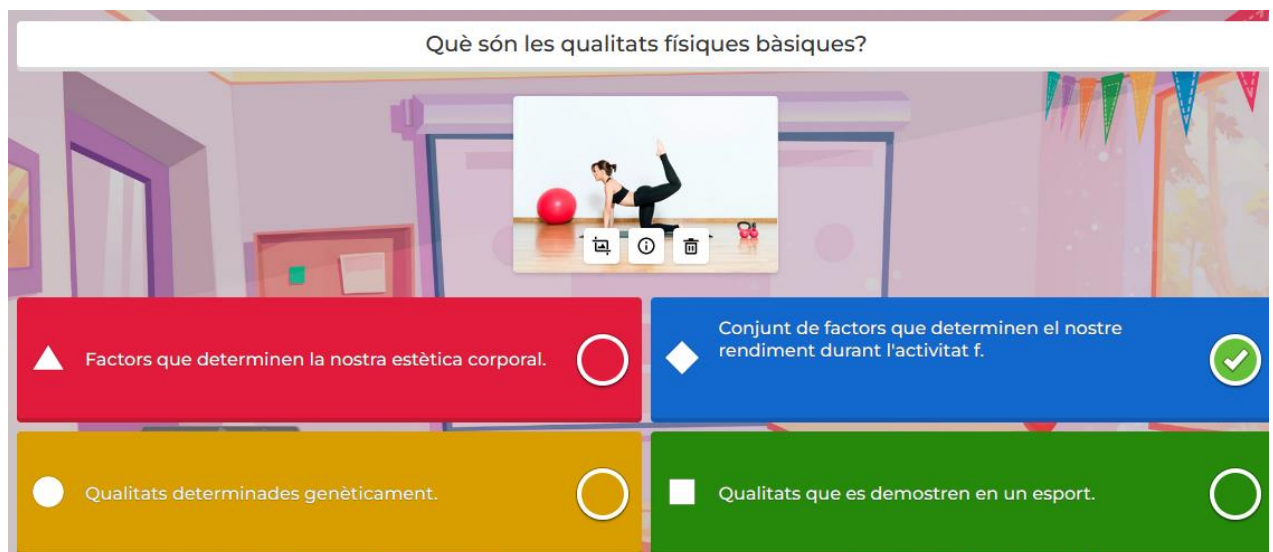 Què són les qualitats físiques bàsiques?
Factors que determinen la nostra estètica corporal.
Conjunt de factors que determinen el nostre
rendiment durant l'activitat f.
Qualitats determinades genèticament.
Qualitats que es demostren en un esport.